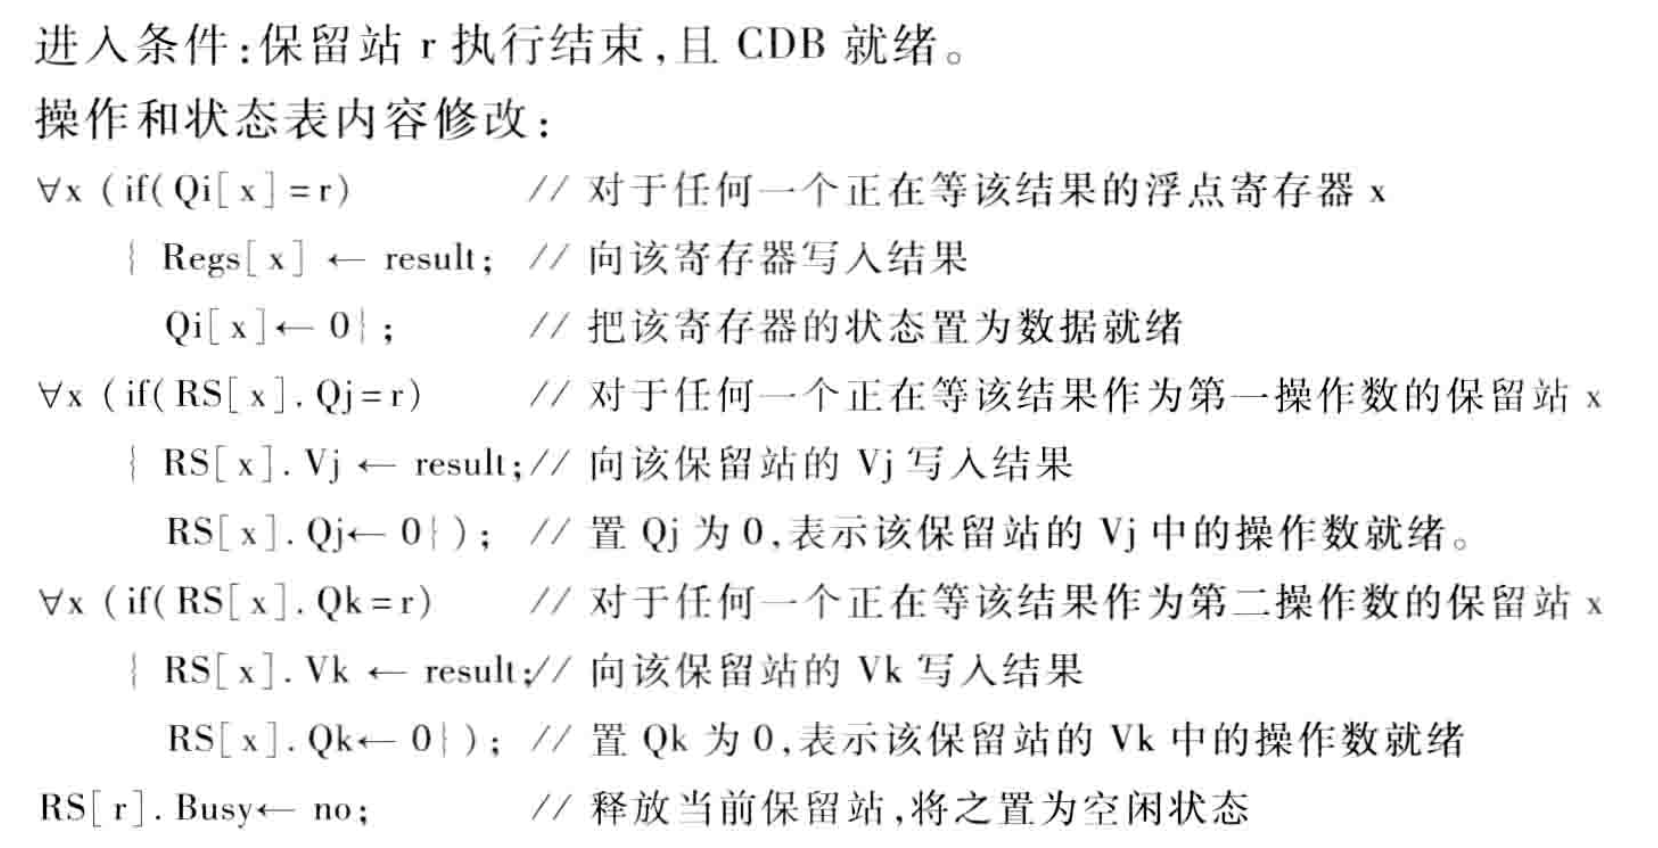 进入条件:保留站 r 执行结束,且 CDB 就绪。
操作和状态表内容修改:
∀x (if(Qi[x]=r) // 对于任何一个正在等该结果的浮点寄存器 x
{ Regs[x] ← result; // 向该寄存器写入结果
Qi[x]← 0}; // 把该寄存器的状态置为数据就绪
∀x (if(RS[x].Qj=r) // 对于任何一个正在等该结果作为第一操作数的保留站 x
{ RS[x].Vj ← result;// 向该保留站的 Vj 写入结果
RS[x].Qj← 0}); // 置 Qj 为 0,表示该保留站的 Vj 中的操作数就绪。
∀x (if(RS[x].Qk=r) // 对于任何一个正在等该结果作为第二操作数的保留站 x
{ RS[x].Vk ← result;// 向该保留站的 Vk 写入结果
RS[x].Qk← 0}); // 置 Qk 为 0,表示该保留站的 Vk 中的操作数就绪
RS[r].Busy← no; // 释放当前保留站,将之置为空闲状态